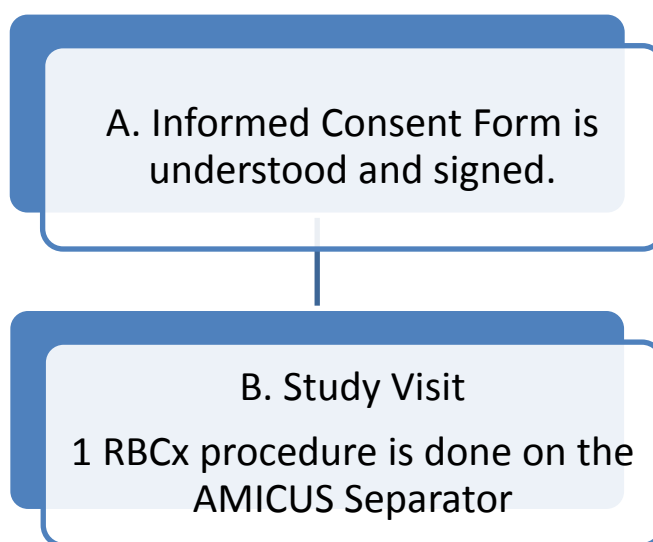 A. Informed Consent Form is
understood and signed.
B. Study Visit
1 RBCx procedure is done on the
AMICUS Separator